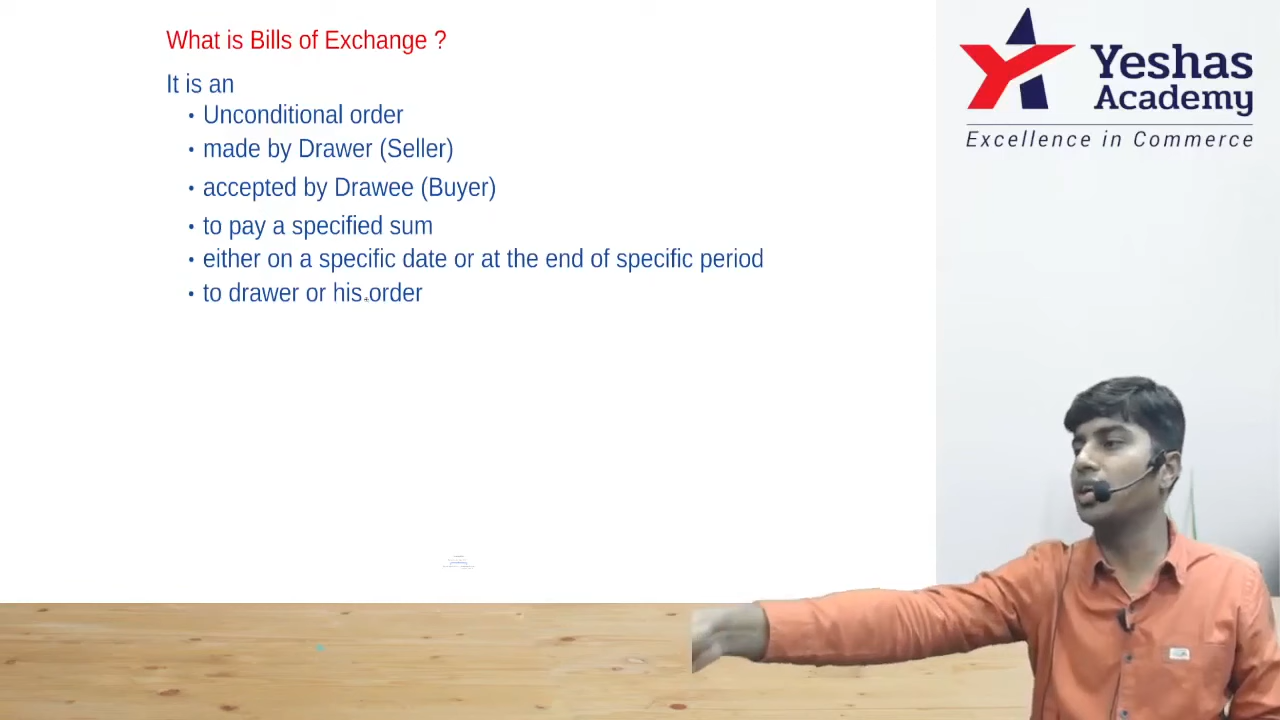 What is Bills of Exchange ?
It is an
• Unconditional order
• made by Drawer (Seller)
• accepted by Drawee (Buyer)
• to pay a specified sum
• either on a specific date or at the end of specific period
• to drawer or his order
Yeshas
Academy
Excellence in Commerce